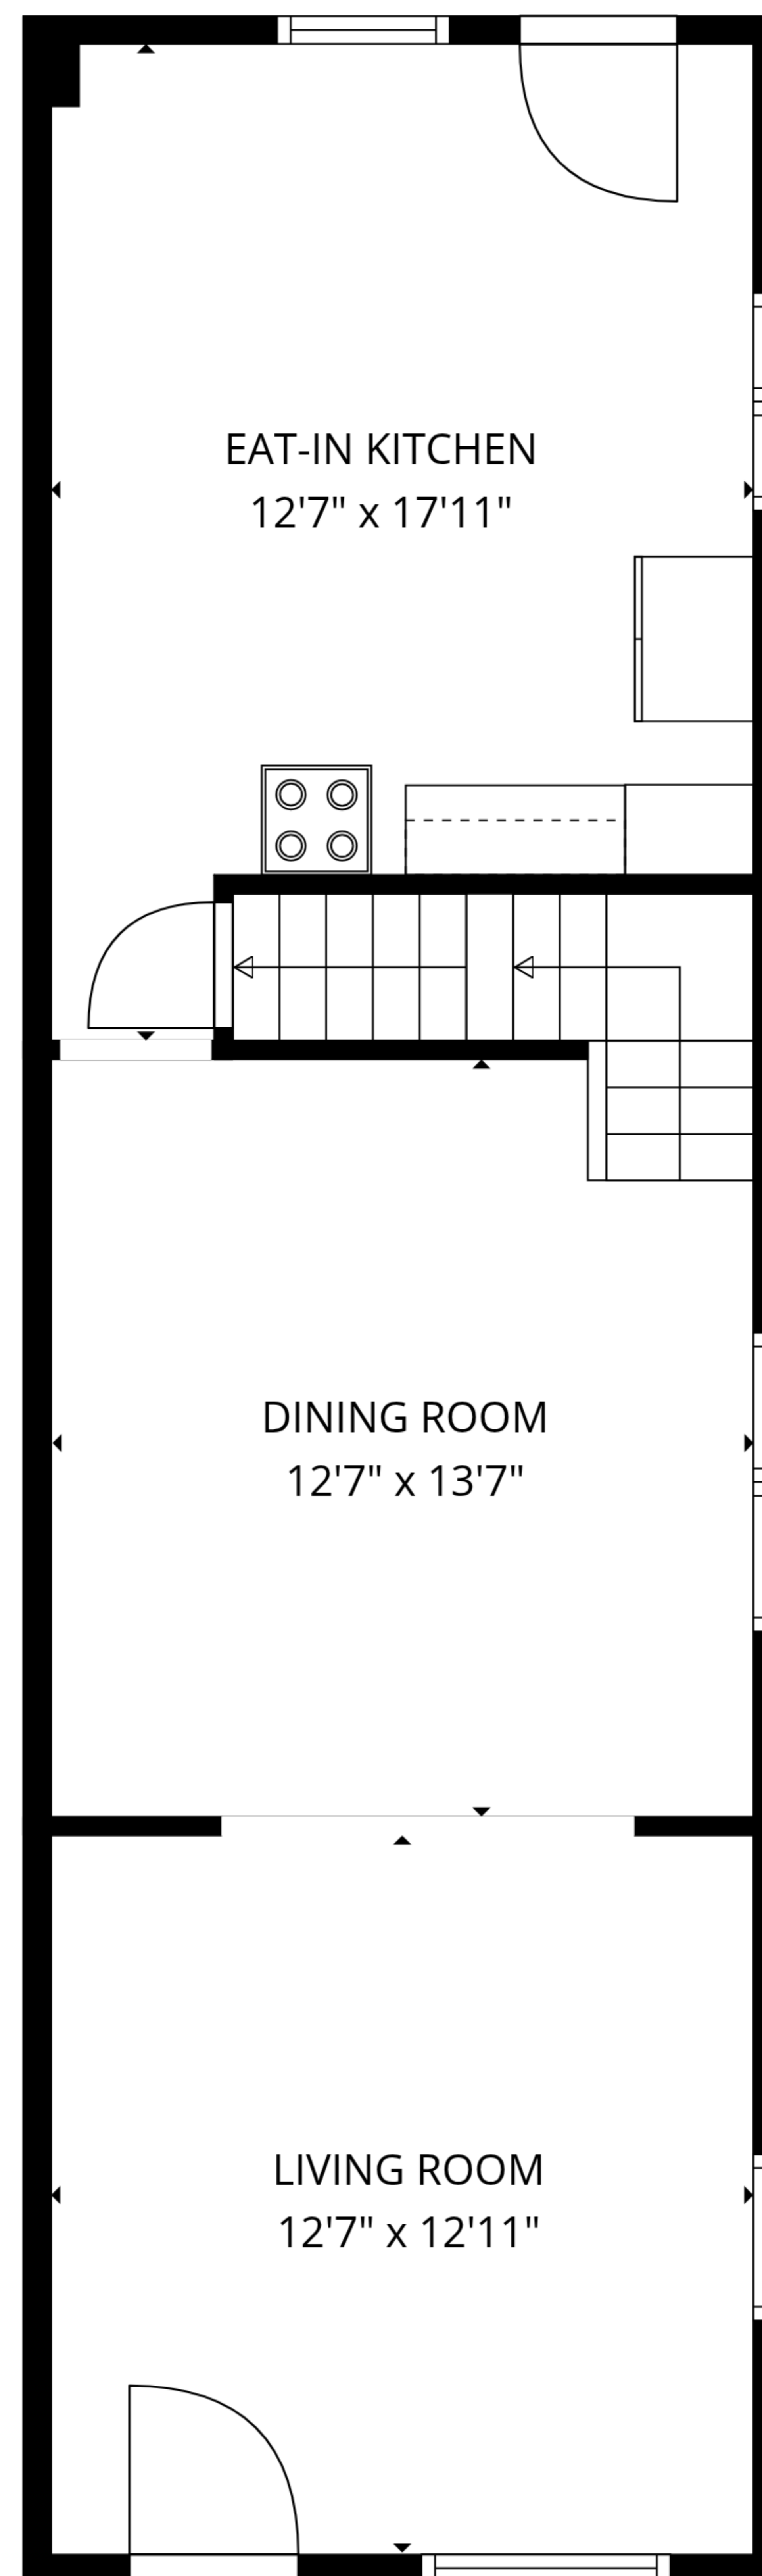 EAT-IN KITCHEN
12'7" x 17'11"
DINING ROOM
12'7" x 13'7"
LIVING ROOM
12'7" x 12'11"